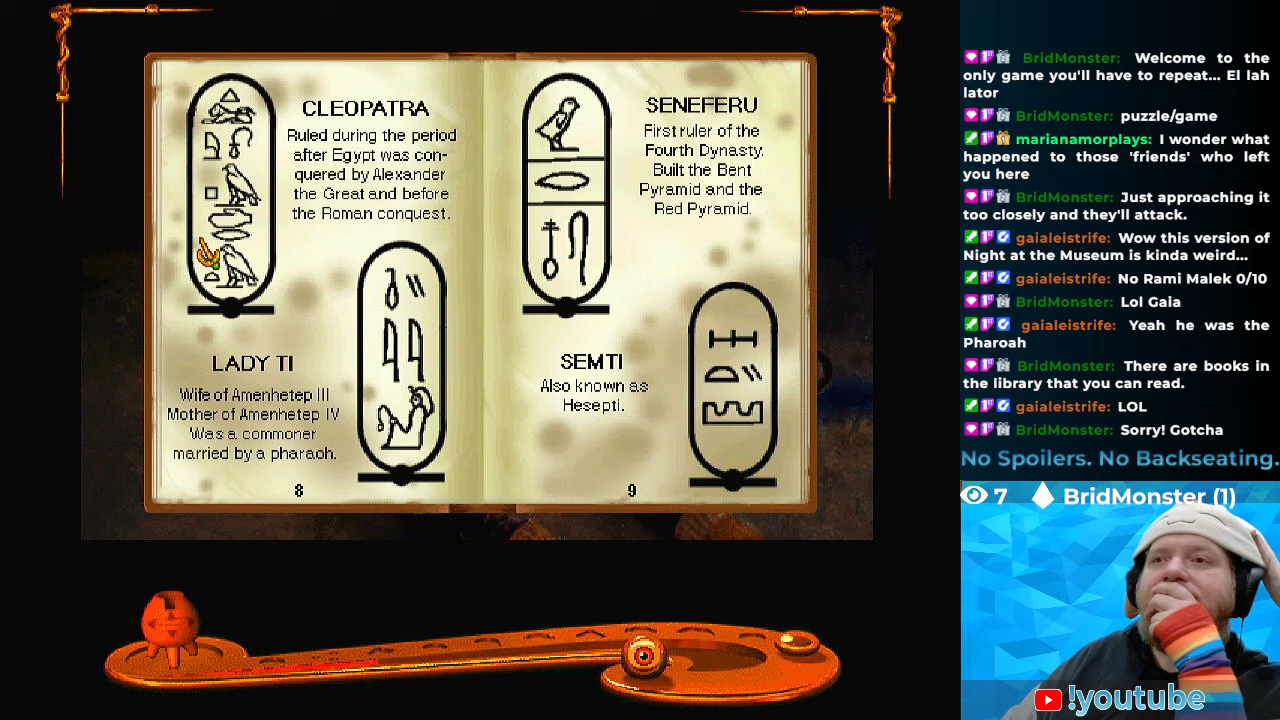 CLEOPATRA
Ruled during the period
after Egypt was con-
quered by Alexander
the Great and before
the Roman conquest.
LADY TI
Wife of Amenhetep III
Mother of Amenhetep IV
Was a commoner
married by a pharaoh.
8
SENEFERU
First ruler of the
Fourth Dynasty.
Built the Bent
Pyramid and the
Red Pyramid.
SEMTI
Also known as
Hesepti.
9
BridMonster: Welcome to the
only game you'll have to repeat... El lah
lator
BridMonster: puzzle/game
marianamorplays: I wonder what
happened to those 'friends' who left
you here
BridMonster: Just approaching it
too closely and they'll attack.
gaialeistrife: Wow this version of
Night at the Museum is kinda weird...
gaialeistrife: No Rami Malek 0/10
BridMonster: Lol Gaia
gaialeistrife: Yeah he was the
Pharoah
BridMonster: There are books in
the library that you can read.
gaialeistrife: LOL
BridMonster: Sorry! Gotcha
No Spoilers. No Backseating.
7 BridMonster (1)
!youtube